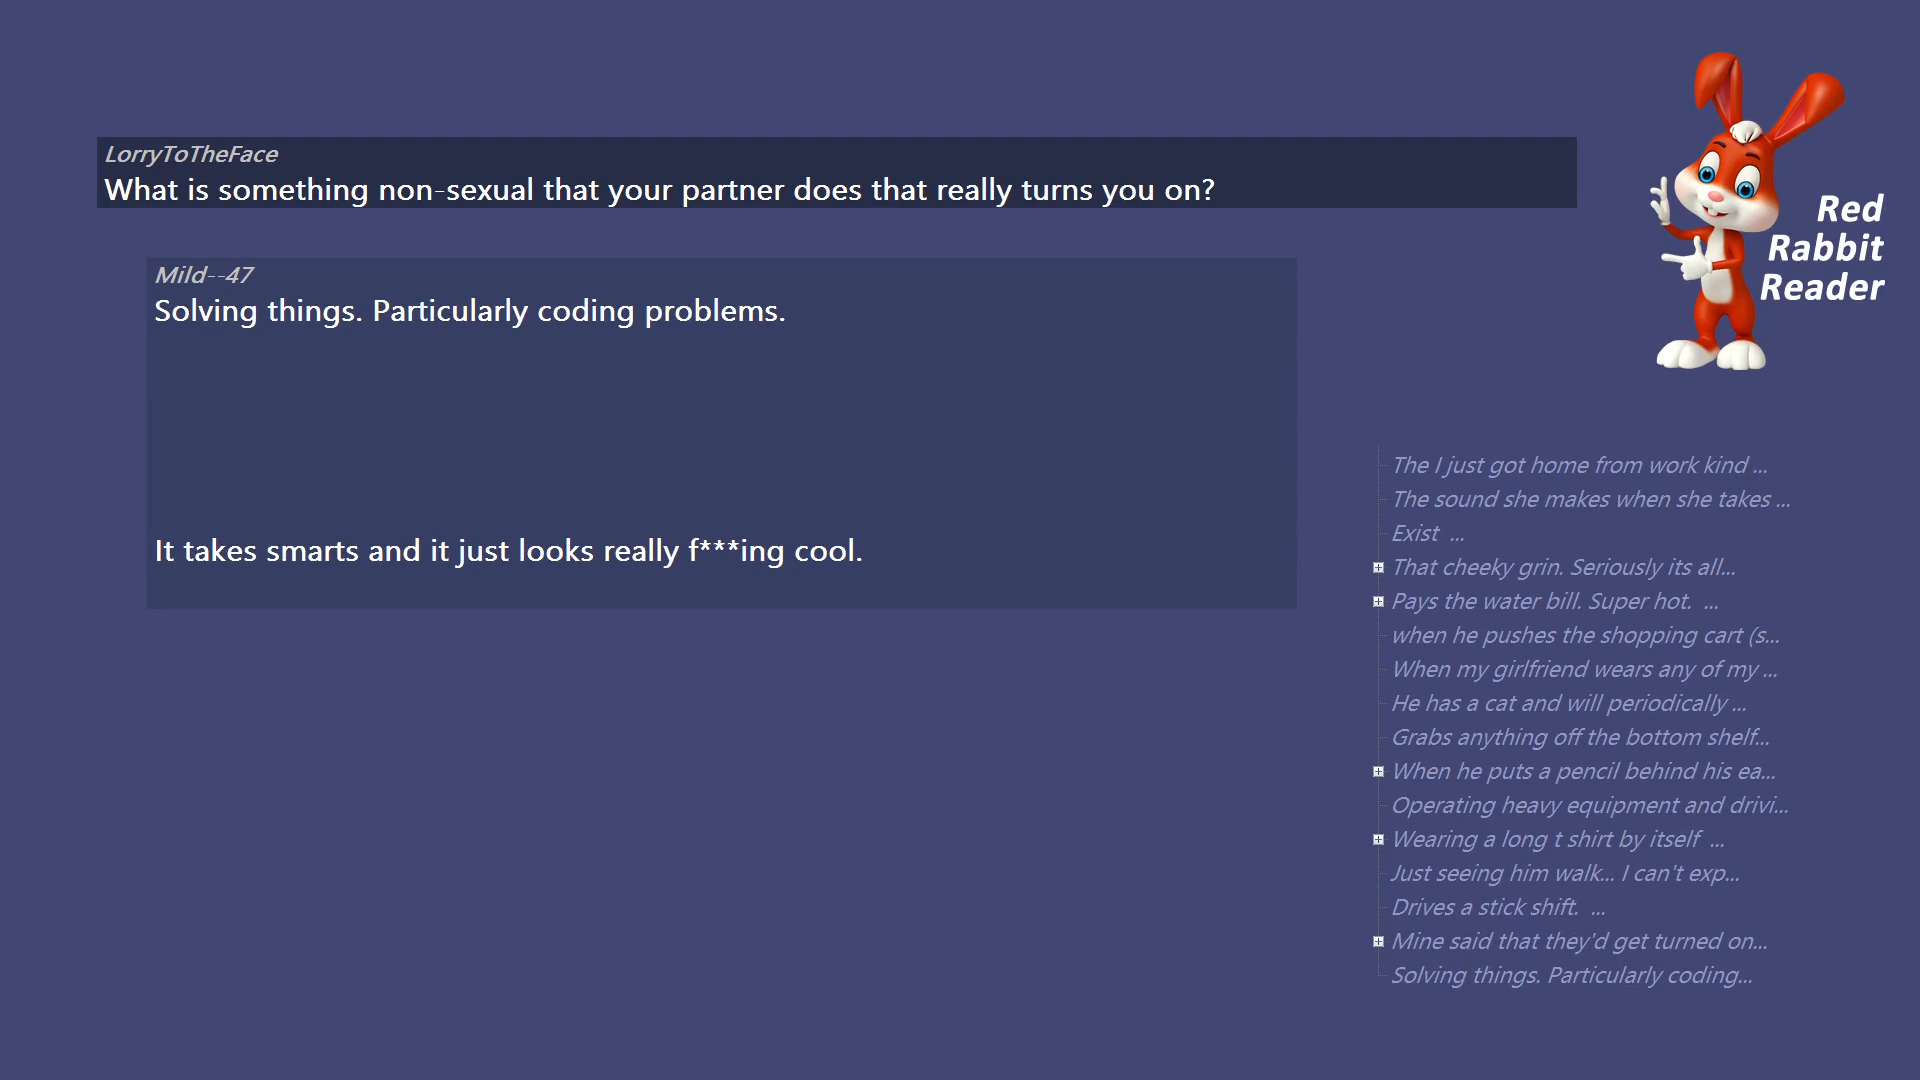 LorryToTheFace
What is something non-sexual that your partner does that really turns you on?
Mild--47
Solving things. Particularly coding problems.
It takes smarts and it just looks really f***ing cool.
Red
Rabbit
Reader
The I just got home from work kind ...
The sound she makes when she takes ...
Exist ...
That cheeky grin. Seriously its all...
Pays the water bill. Super hot. ...
when he pushes the shopping cart (s...
When my girlfriend wears any of my ...
He has a cat and will periodically ...
Grabs anything off the bottom shelf...
When he puts a pencil behind his ea...
Operating heavy equipment and drivi...
Wearing a long t shirt by itself ...
Just seeing him walk... I can't exp...
Drives a stick shift. ...
Mine said that they'd get turned on...
Solving things. Particularly coding...